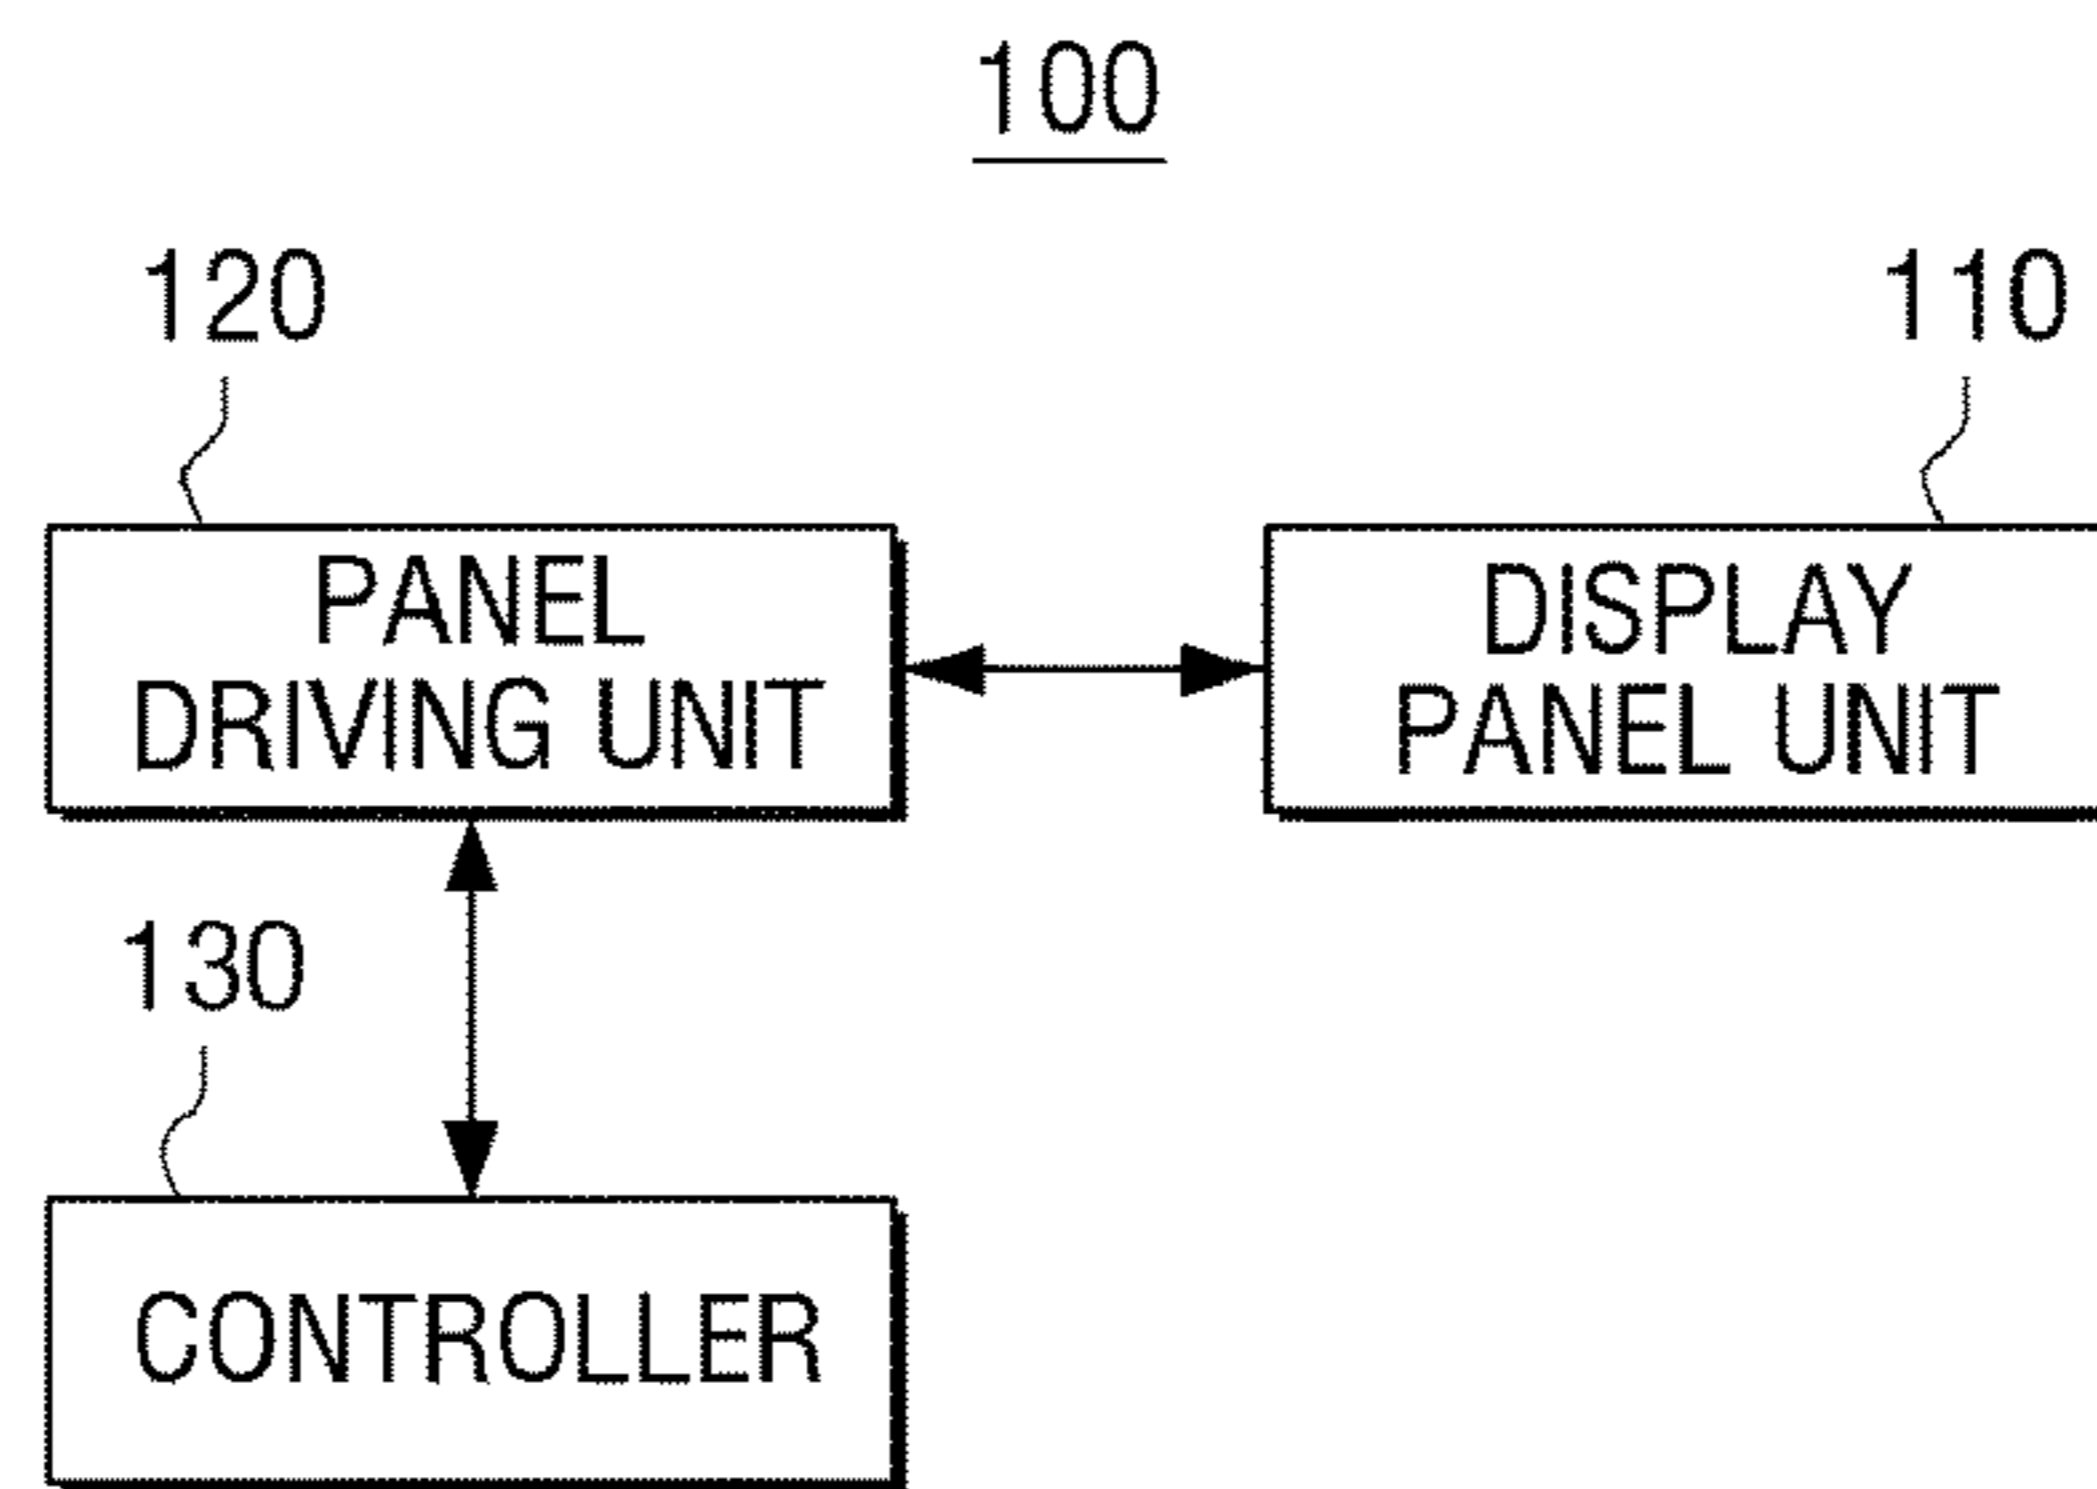 100
120
110
PANEL
DRIVING UNIT
DISPLAY
PANEL UNIT
130
CONTROLLER